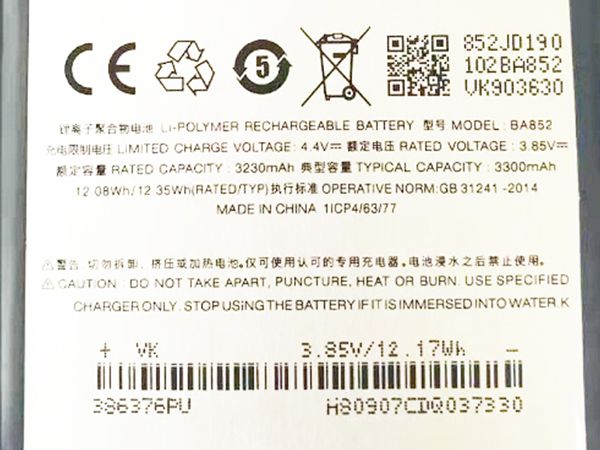 CE
5
852JD190
102BA852
VK903630
锂离子聚合物电池 LI-POLYMER RECHARGEABLE BATTERY 型号 MODEL: BA852
充电限制电压 LIMITED CHARGE VOLTAGE: 4.4V⎓ 额定电压 RATED VOLTAGE: 3.85V⎓
额定容量 RATED CAPACITY : 3230mAh 典型容量 TYPICAL CAPACITY : 3300mAh
12.08Wh/12.35Wh(RATED/TYP)执行标准 OPERATIVE NORM:GB 31241 -2014
MADE IN CHINA 1ICP4/63/77
⚠警告 切勿拆卸、挤压或加热电池。仅可使用认可的专用充电器。电池浸水之后禁止使用。
⚠CAUTION : DO NOT TAKE APART, PUNCTURE, HEAT OR BURN. USE SPECIFIED
CHARGER ONLY. STOP USING THE BATTERY IF IT IS IMMERSED INTO WATER.K
+ VK 3.85V/12.17Wh -
386376PU H80907CDQ037330